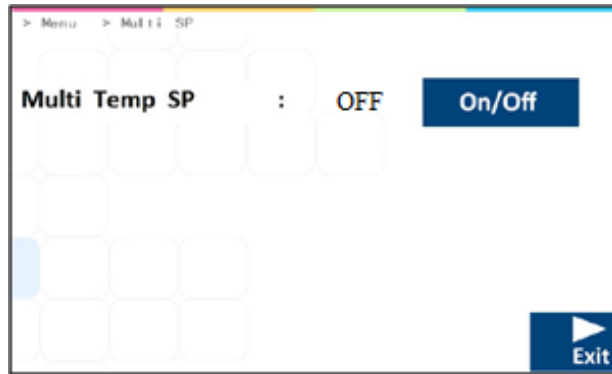 > Menu > Multi SP
Multi Temp SP : OFF On/Off
Exit